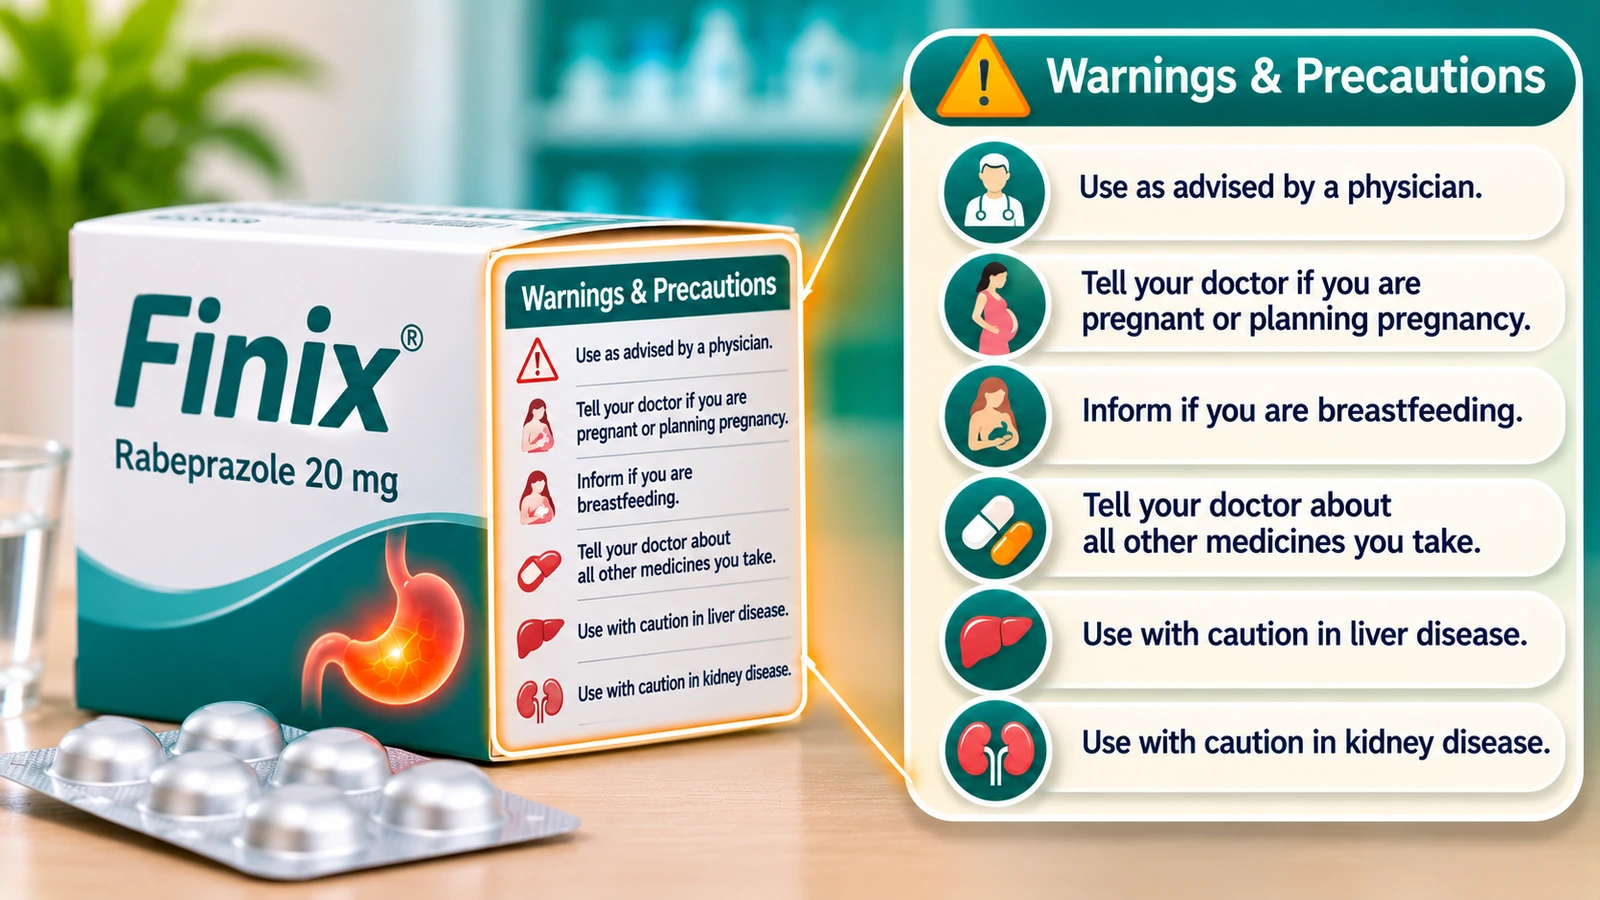 Finix®
Rabeprazole 20 mg
Warnings & Precautions
Use as advised by a physician.
Tell your doctor if you are
pregnant or planning pregnancy.
Inform if you are
breastfeeding.
Tell your doctor about
all other medicines you take.
Use with caution in liver disease.
Use with caution in kidney disease.
Warnings & Precautions
Use as advised by a physician.
Tell your doctor if you are
pregnant or planning pregnancy.
Inform if you are breastfeeding.
Tell your doctor about
all other medicines you take.
Use with caution in liver disease.
Use with caution in kidney disease.